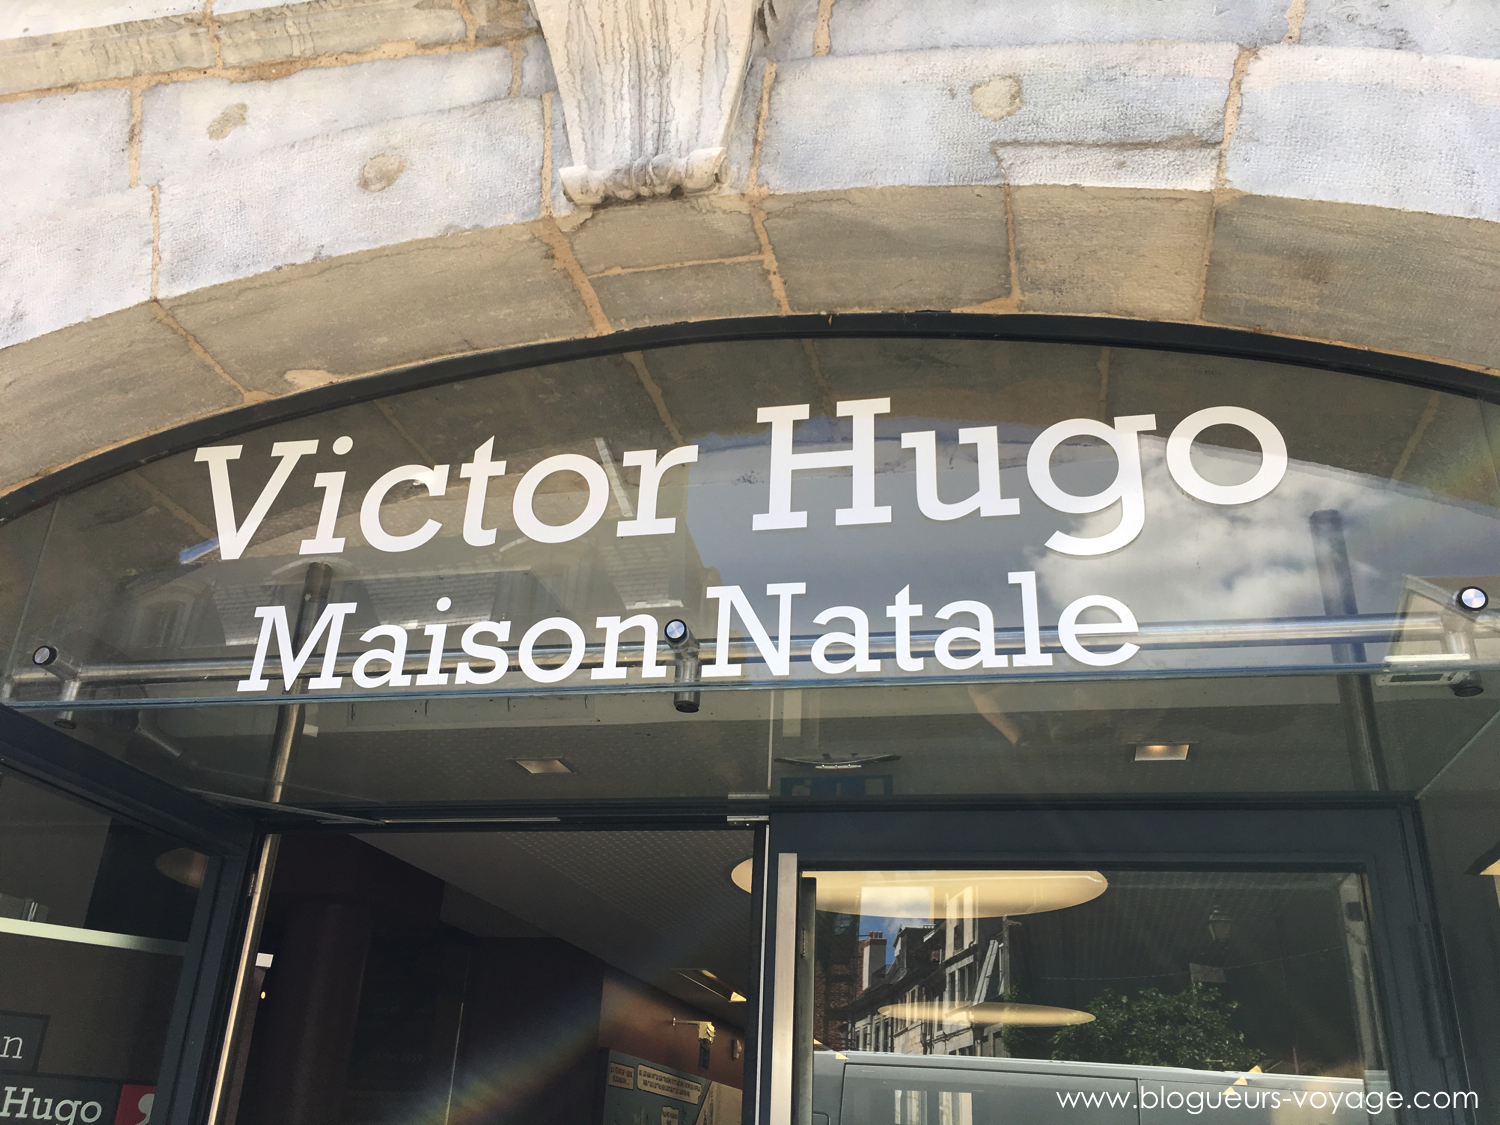 Victor Hugo
Maison Natale
n
Hugo
www.blogueurs-voyage.com